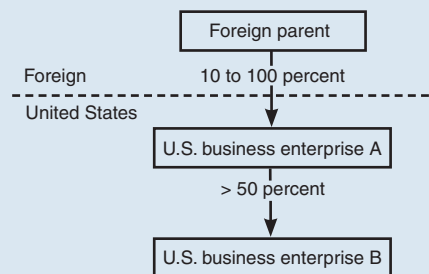 Foreign parent
Foreign
10 to 100 percent
United States
U.S. business enterprise A
> 50 percent
U.S. business enterprise B